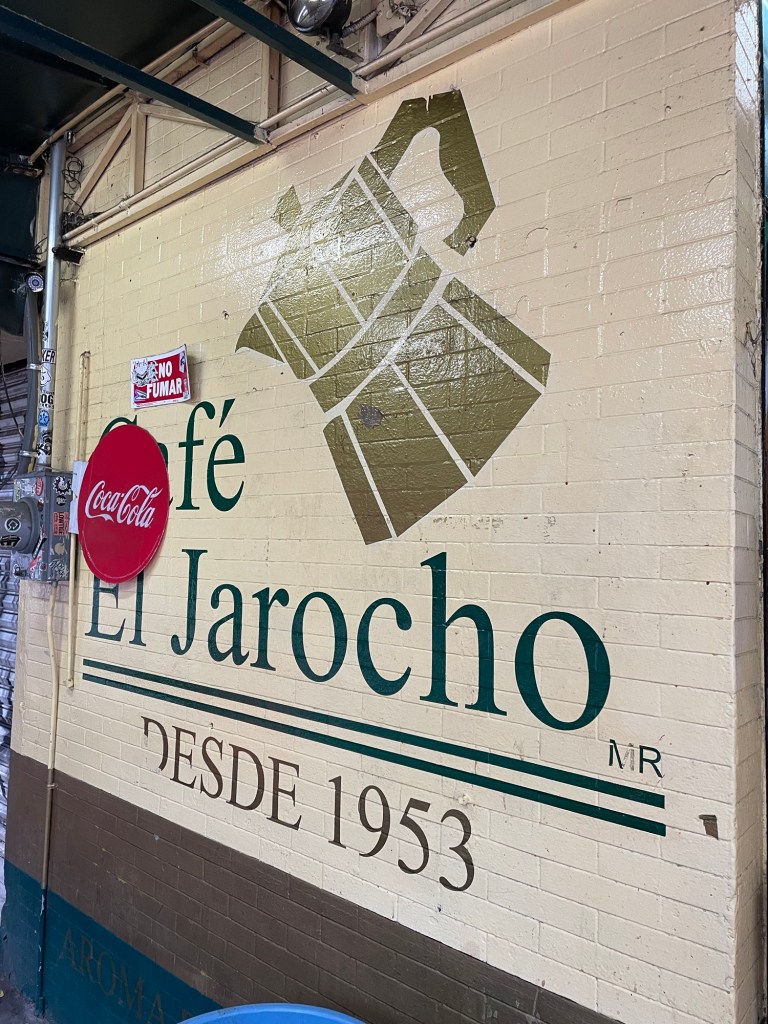 NO
FUMAR
Café
Coca-Cola
El Jarocho
MR
DESDE 1953
AROMA